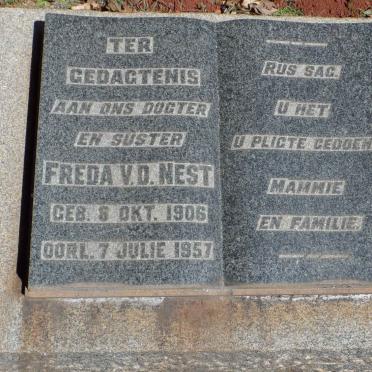 TER
GEDAGTENIS
AAN ONS DOGTER
EN SUSTER
FREDA V.D. NEST
GEB. 8 OKT. 1906
OORL. 7 JULIE 1957
RUS SAG.
U HET
U PLIGTE GEDOEN
MAMMIE
EN FAMILIE.